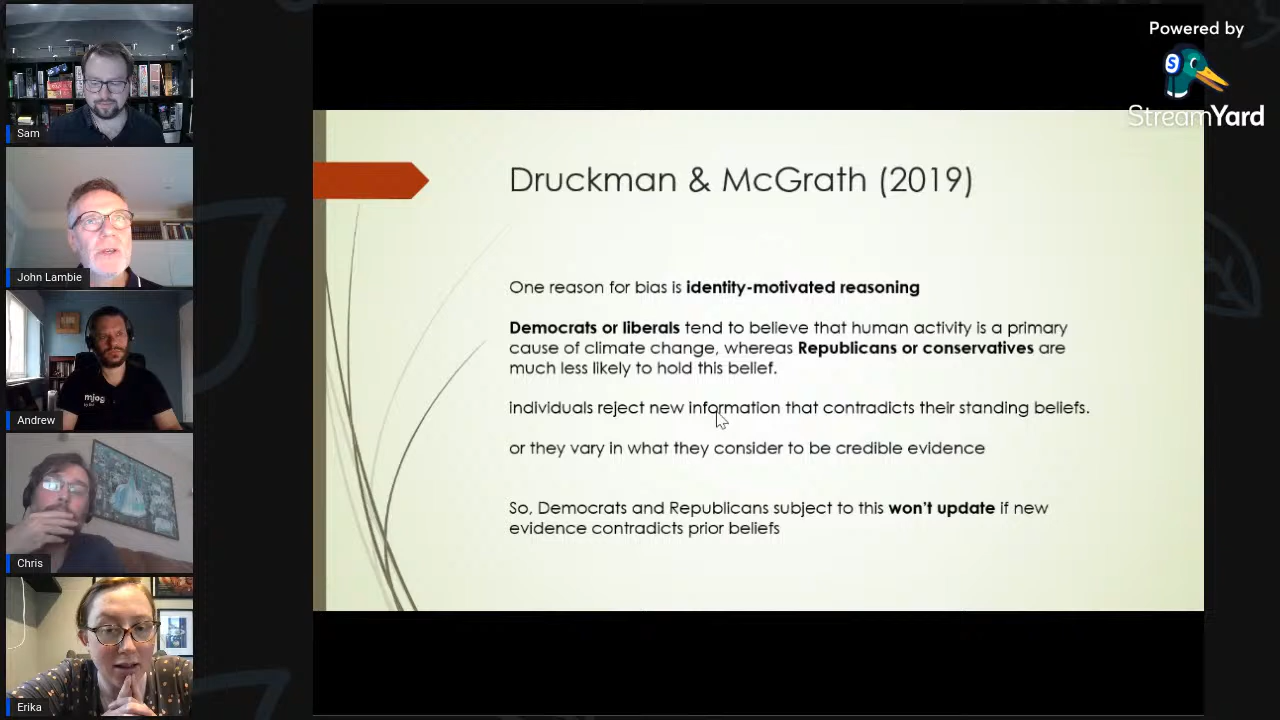 Powered by
StreamYard
Sam
John Lambie
Andrew
Chris
Erika
Druckman & McGrath (2019)
One reason for bias is identity-motivated reasoning
Democrats or liberals tend to believe that human activity is a primary
cause of climate change, whereas Republicans or conservatives are
much less likely to hold this belief.
individuals reject new information that contradicts their standing beliefs.
or they vary in what they consider to be credible evidence
So, Democrats and Republicans subject to this won't update if new
evidence contradicts prior beliefs